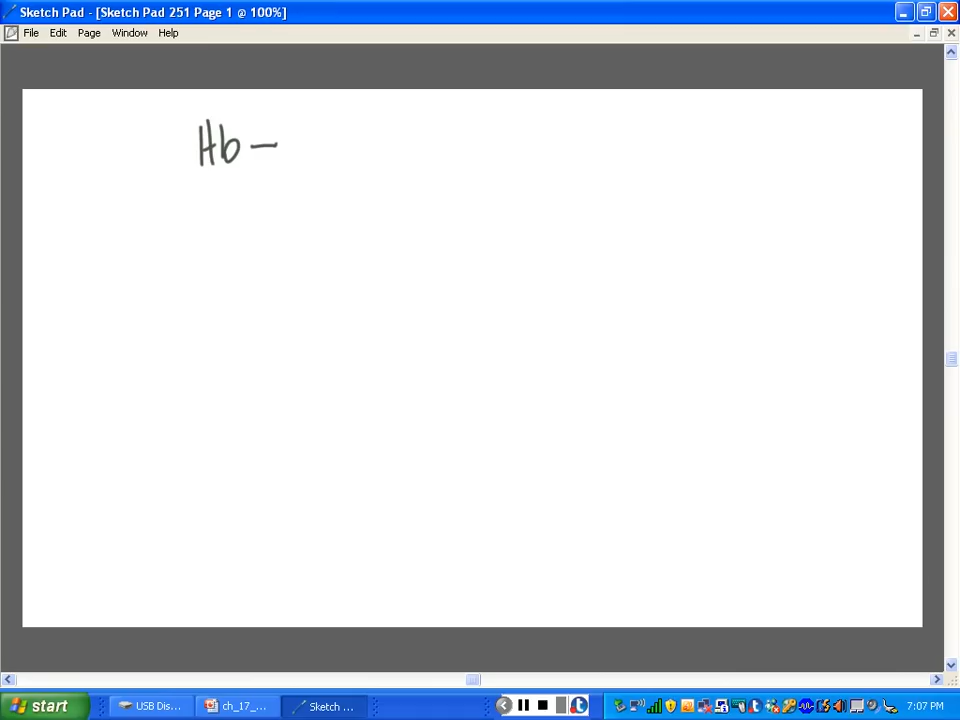 Sketch Pad - [Sketch Pad 251 Page 1 @ 100%]
File Edit Page Window Help
Hb —
start USB Dis... ch_17_... Sketch ... 7:07 PM